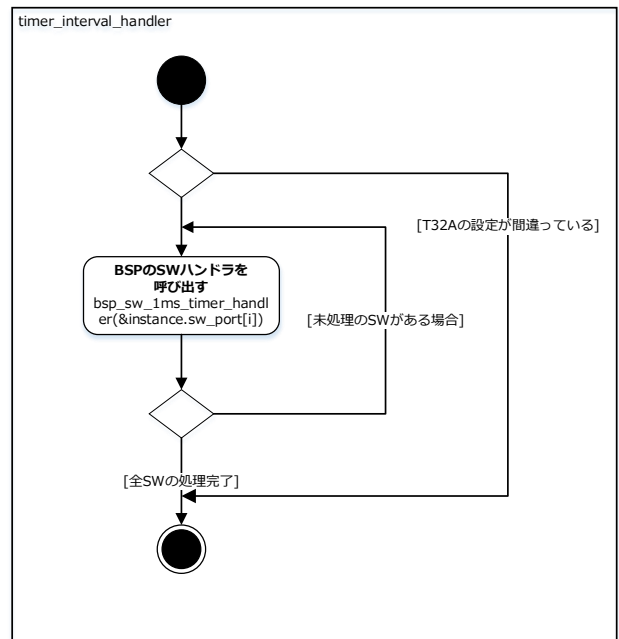 timer_interval_handler
[T32Aの設定が間違っている]
BSPのSWハンドラを
呼び出す
bsp_sw_1ms_timer_handl
er(&instance.sw_port[i])
[未処理のSWがある場合]
[全SWの処理完了]